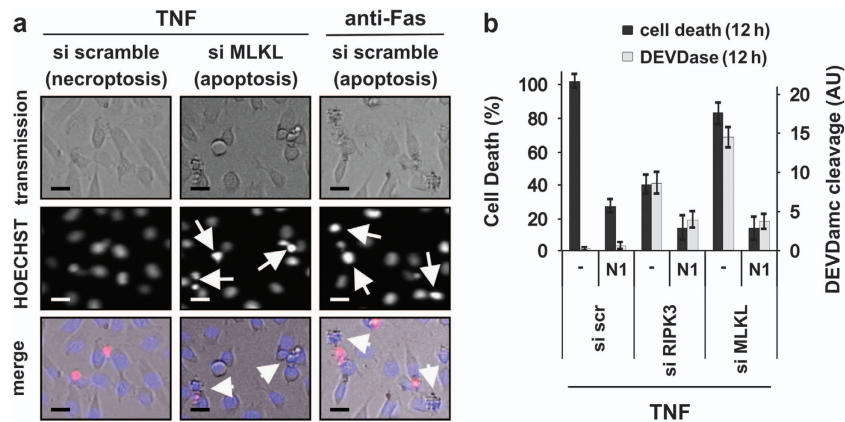 a
TNF
anti-Fas
si scramble
(necroptosis)
si MLKL
(apoptosis)
si scramble
(apoptosis)
transmission
HOECHST
merge
b
cell death (12 h)
DEVDase (12 h)
Cell Death (%)
100
80
60
40
20
0
20
15
10
5
0
DEVDamc cleavage (AU)
- N1 - N1 - N1
si scr
si RIPK3
si MLKL
TNF